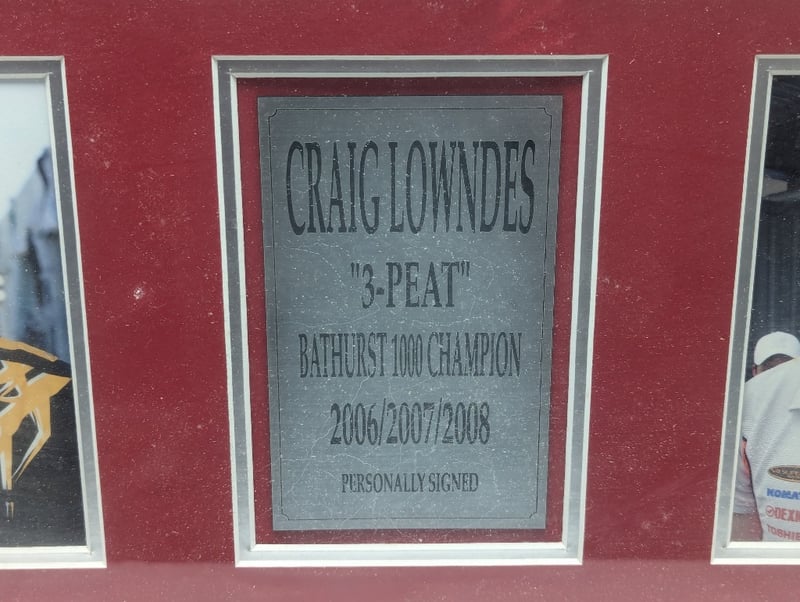 CRAIG LOWNDES
"3-PEAT"
BATHURST 1000 CHAMPION
2006/2007/2008
PERSONALLY SIGNED